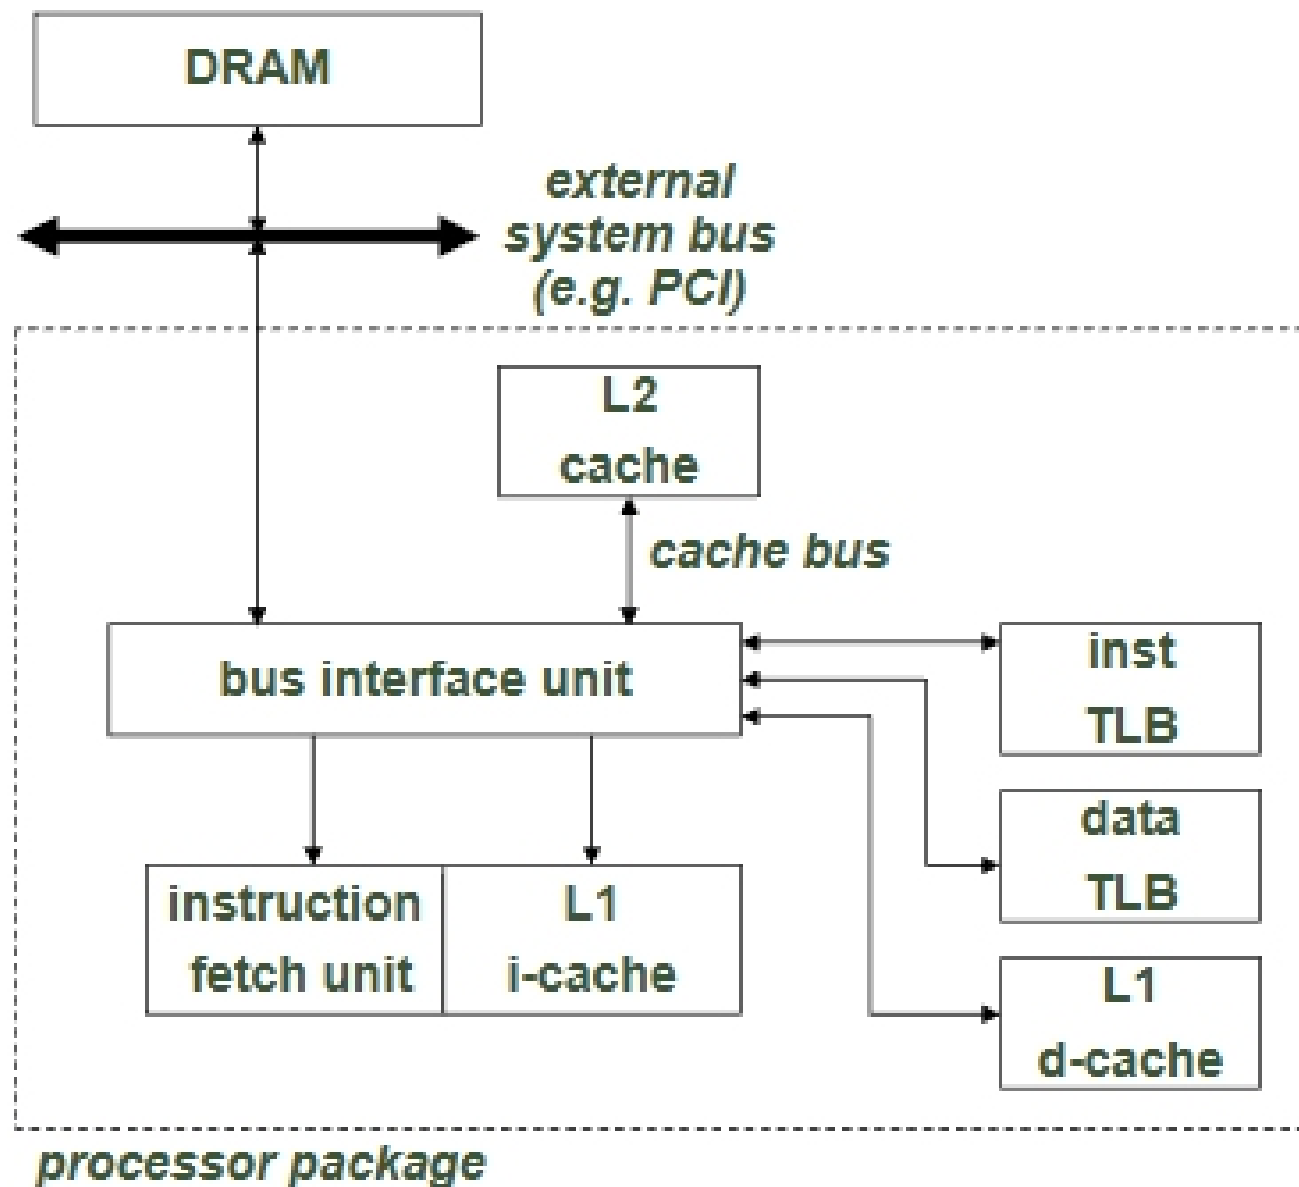 DRAM
external
system bus
(e.g. PCI)
L2
cache
cache bus
bus interface unit
inst
TLB
data
TLB
instruction
fetch unit
L1
i-cache
L1
d-cache
processor package